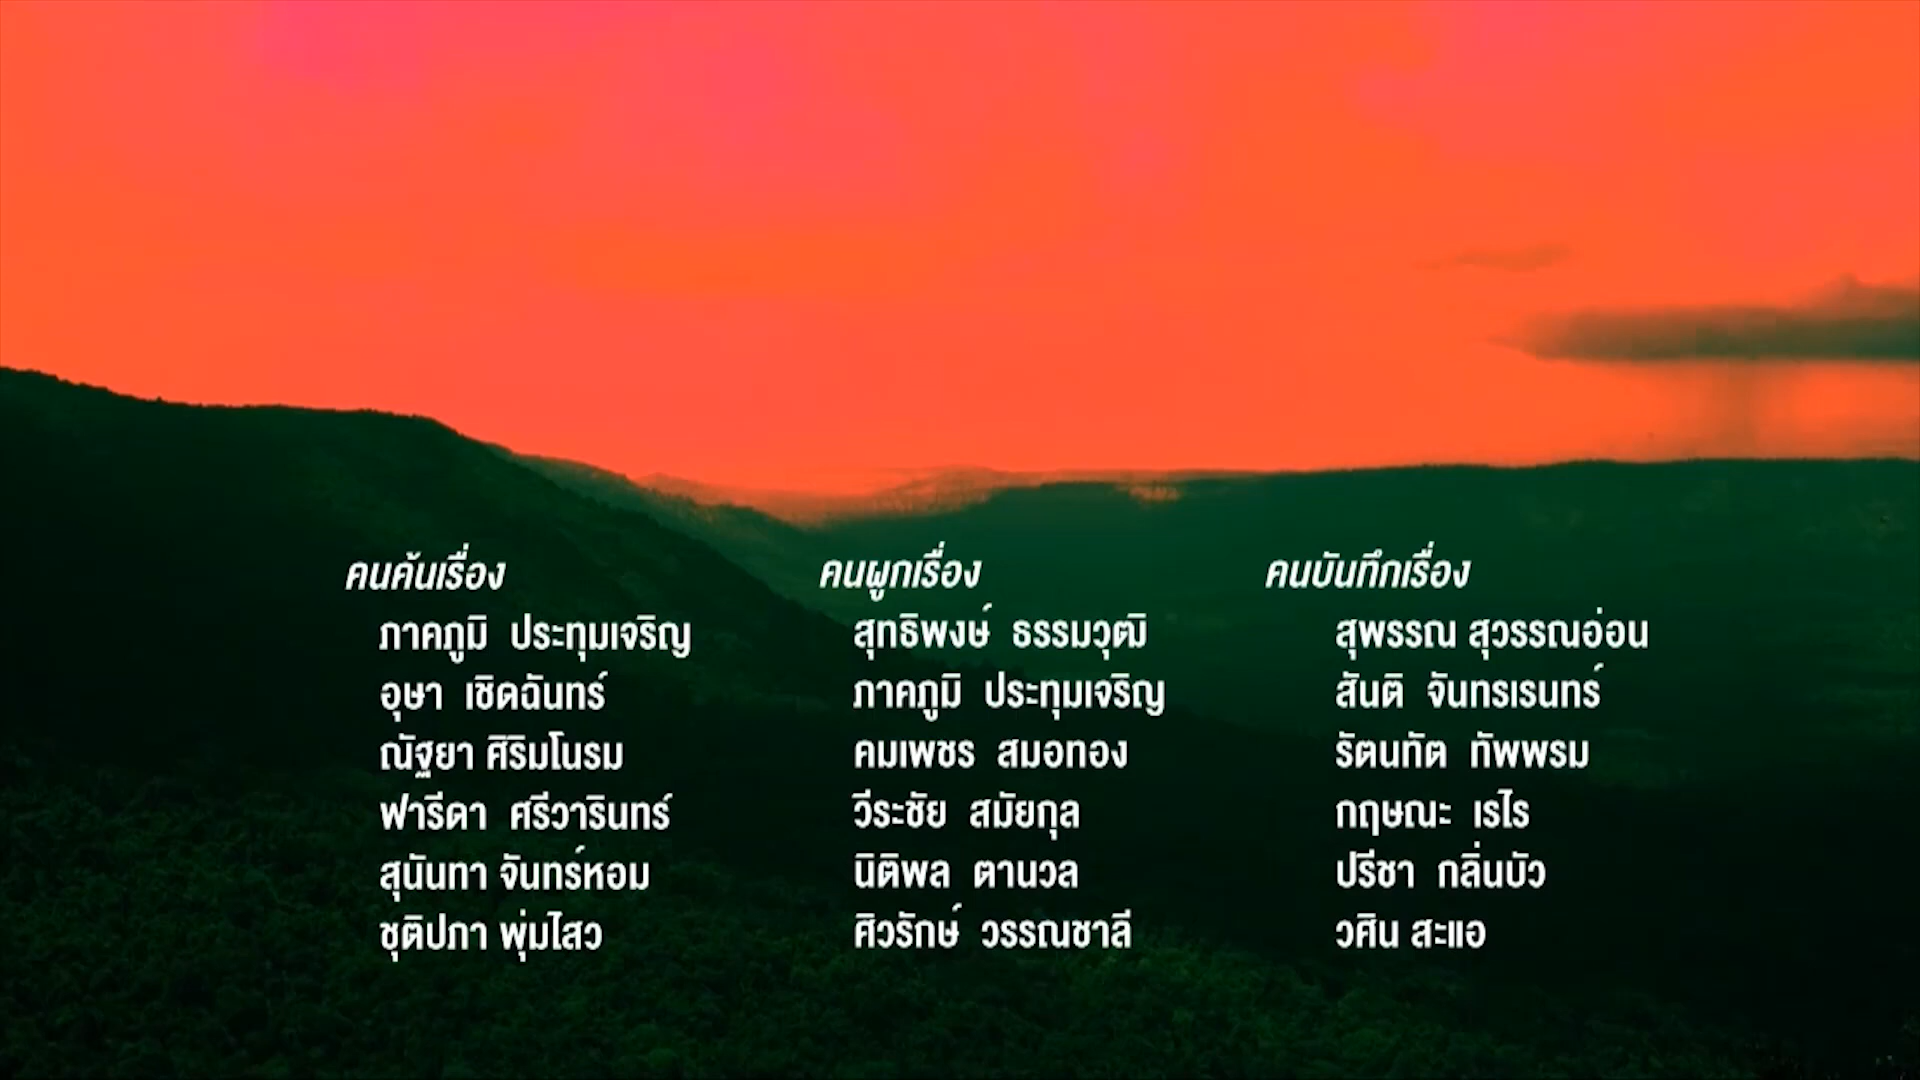 คนค้นเรื่อง
ภาคภูมิ ประทุมเจริญ
อุษา เชิดฉันทร์
ณัฐยา ศิริมโนรม
ฟารีดา ศรีวารินทร์
สุนันทา จันทร์หอม
ชุติปภา พุ่มไสว
คนผูกเรื่อง
สุทธิพงษ์ ธรรมวุฒิ
ภาคภูมิ ประทุมเจริญ
คมเพชร สมอทอง
วีระชัย สมัยกุล
นิติพล ตานวล
ศิวรักษ์ วรรณชาลี
คนบันทึกเรื่อง
สุพรรณ สุวรรณอ่อน
สันติ จันทรเรนทร์
รัตนทัต ทัพพรม
กฤษณะ เรไร
ปรีชา กลิ่นบัว
วศิน สะแอ